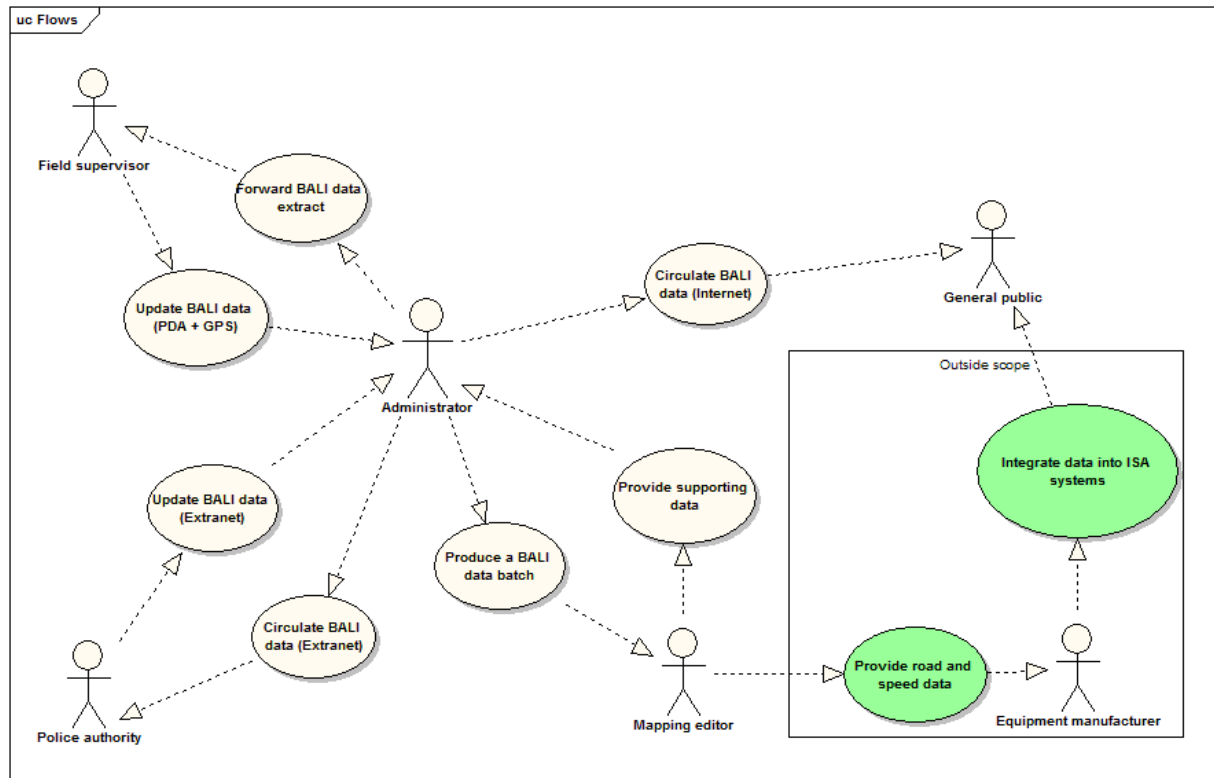 uc Flows
Field supervisor
Forward BALI data
extract
General public
Circulate BALI
data (Internet)
Update BALI data
(PDA + GPS)
Administrator
Outside scope
Integrate data into ISA
systems
Update BALI data
(Extranet)
Provide supporting
data
Produce a BALI
data batch
Circulate BALI
data (Extranet)
Provide road and
speed data
Police authority
Mapping editor
Equipment manufacturer